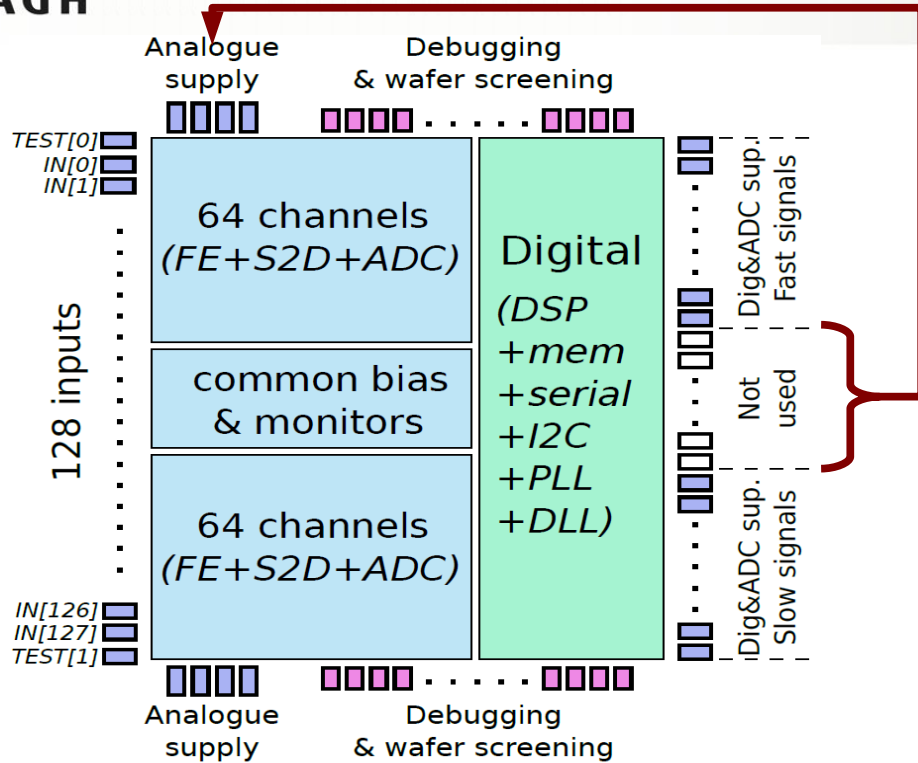 AGH
Analogue
supply
Debugging
& wafer screening
TEST[0]
IN[0]
IN[1]
128 inputs
IN[126]
IN[127]
TEST[1]
64 channels
(FE+S2D+ADC)
common bias
& monitors
64 channels
(FE+S2D+ADC)
Digital
(DSP
+mem
+serial
+I2C
+PLL
+DLL)
Dig&ADC sup.
Fast signals
Not
used
Dig&ADC sup.
Slow signals
Analogue
supply
Debugging
& wafer screening